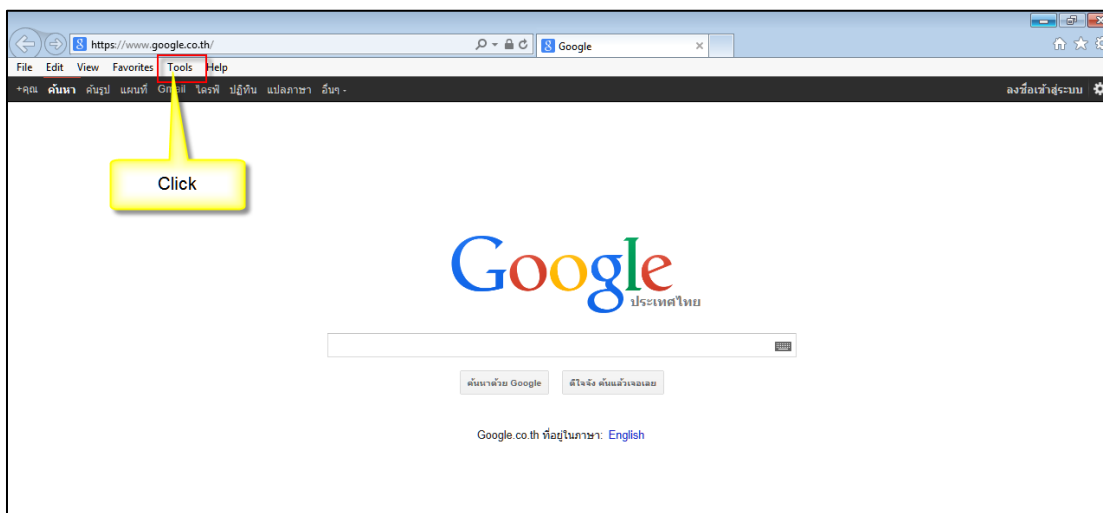 https://www.google.co.th/
Google
File Edit View Favorites Tools Help
+คุณ ค้นหา ค้นรูป แผนที่ Gmail ไดรฟ์ ปฏิทิน แปลภาษา อื่นๆ
ลงชื่อเข้าสู่ระบบ
Click
Google
ประเทศไทย
ค้นหาด้วย Google
ดีใจจัง ค้นแล้วเจอเลย
Google.co.th ที่อยู่ในภาษา: English